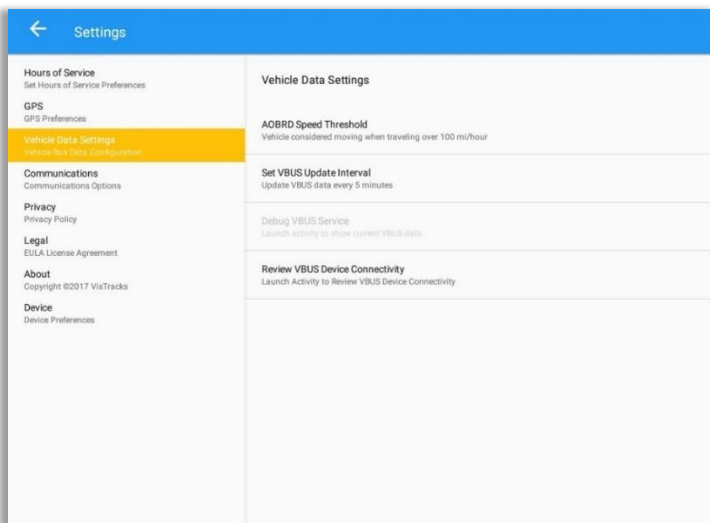 Settings
Hours of Service
Set Hours of Service Preferences
GPS
GPS Preferences
Vehicle Data Settings
Vehicle Bus Data Configuration
Communications
Communications Options
Privacy
Privacy Policy
Legal
EULA License Agreement
About
Copyright ©2017 VisTracks
Device
Device Preferences
Vehicle Data Settings
AOBRD Speed Threshold
Vehicle considered moving when traveling over 100 mi/hour
Set VBUS Update Interval
Update VBUS data every 5 minutes
Debug VBUS Service
Launch activity to show current VBUS data
Review VBUS Device Connectivity
Launch Activity to Review VBUS Device Connectivity